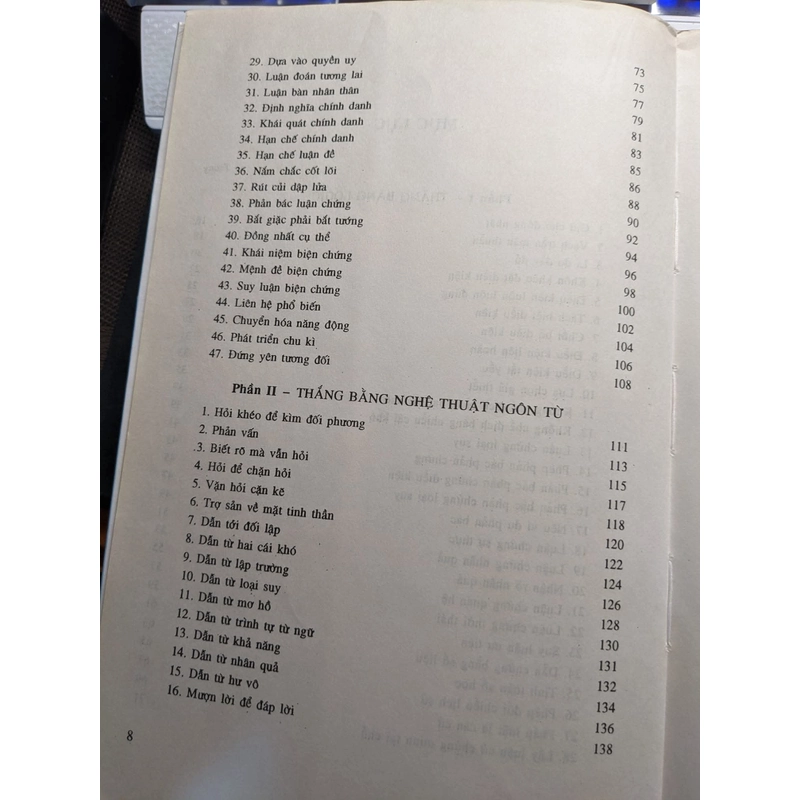 29. Dựa vào quyền uy 73
30. Luận đoán tương lai 75
31. Luận bàn nhân thân 77
32. Định nghĩa chính danh 79
33. Khái quát chính danh 81
34. Hạn chế chính danh 83
35. Hạn chế luận đề 85
36. Nắm chắc cốt lõi 86
37. Rút củi dập lửa 88
38. Phản bác luận chứng 90
39. Bắt giặc phải bắt tướng 92
40. Đồng nhất cụ thể 94
41. Khái niệm biện chứng 96
42. Mệnh đề biện chứng 98
43. Suy luận biện chứng 100
44. Liên hệ phổ biến 102
45. Chuyển hóa năng động 104
46. Phát triển chu kì 106
47. Đứng yên tương đối 108
Phần II – THẮNG BẰNG NGHỆ THUẬT NGÔN TỪ
1. Hỏi khéo để kìm đối phương 111
2. Phản vấn 113
3. Biết rõ mà vẫn hỏi 115
4. Hỏi để chặn hỏi 117
5. Vặn hỏi cặn kẽ 118
6. Trợ sản về mặt tinh thần 120
7. Dẫn tới đối lập 122
8. Dẫn từ hai cái khó 124
9. Dẫn từ lập trường 126
10. Dẫn từ loại suy 128
11. Dẫn từ mơ hồ 130
12. Dẫn từ trình tự từ ngữ 131
13. Dẫn từ khả năng 132
14. Dẫn từ nhân quả 134
15. Dẫn từ hư vô 136
16. Mượn lời để đáp lời 138
8